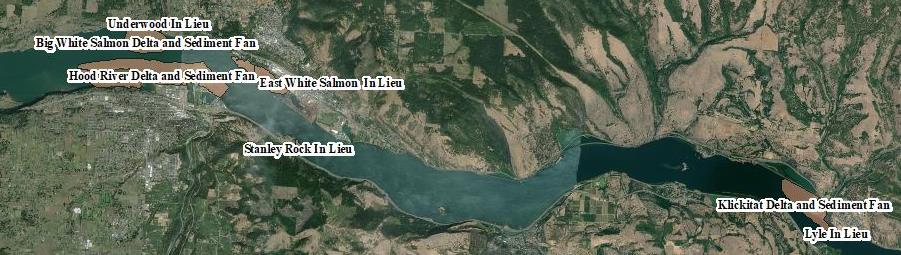 Underwood In Lieu
Big White Salmon Delta and Sediment Fan
Hood River Delta and Sediment Fan
East White Salmon In Lieu
Stanley Rock In Lieu
Klickitat Delta and Sediment Fan
Lyle In Lieu